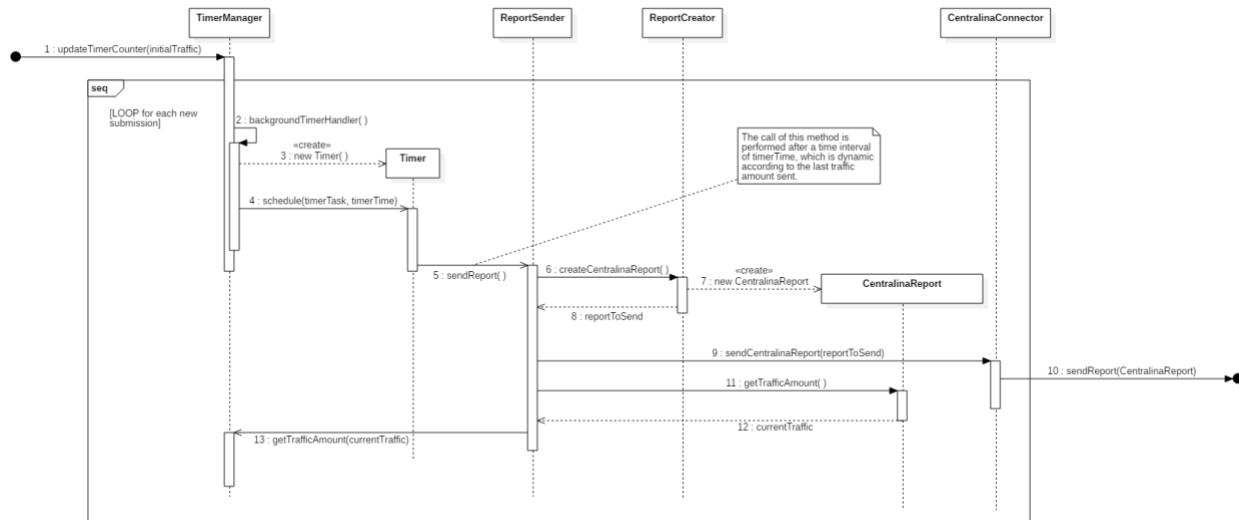 TimerManager
ReportSender
ReportCreator
CentralinaConnector
1 : updateTimerCounter(initialTraffic)
seq
[LOOP for each new
submission]
2 : backgroundTimerHandler( )
«create»
3 : new Timer( )
Timer
The call of this method is
performed after a time interval
of timerTime, which is dynamic
according to the last traffic
amount sent.
4 : schedule(timerTask, timerTime)
5 : sendReport( )
6 : createCentralinaReport( )
«create»
7 : new CentralinaReport
CentralinaReport
8 : reportToSend
9 : sendCentralinaReport(reportToSend)
10 : sendReport(CentralinaReport)
11 : getTrafficAmount( )
12 : currentTraffic
13 : getTrafficAmount(currentTraffic)